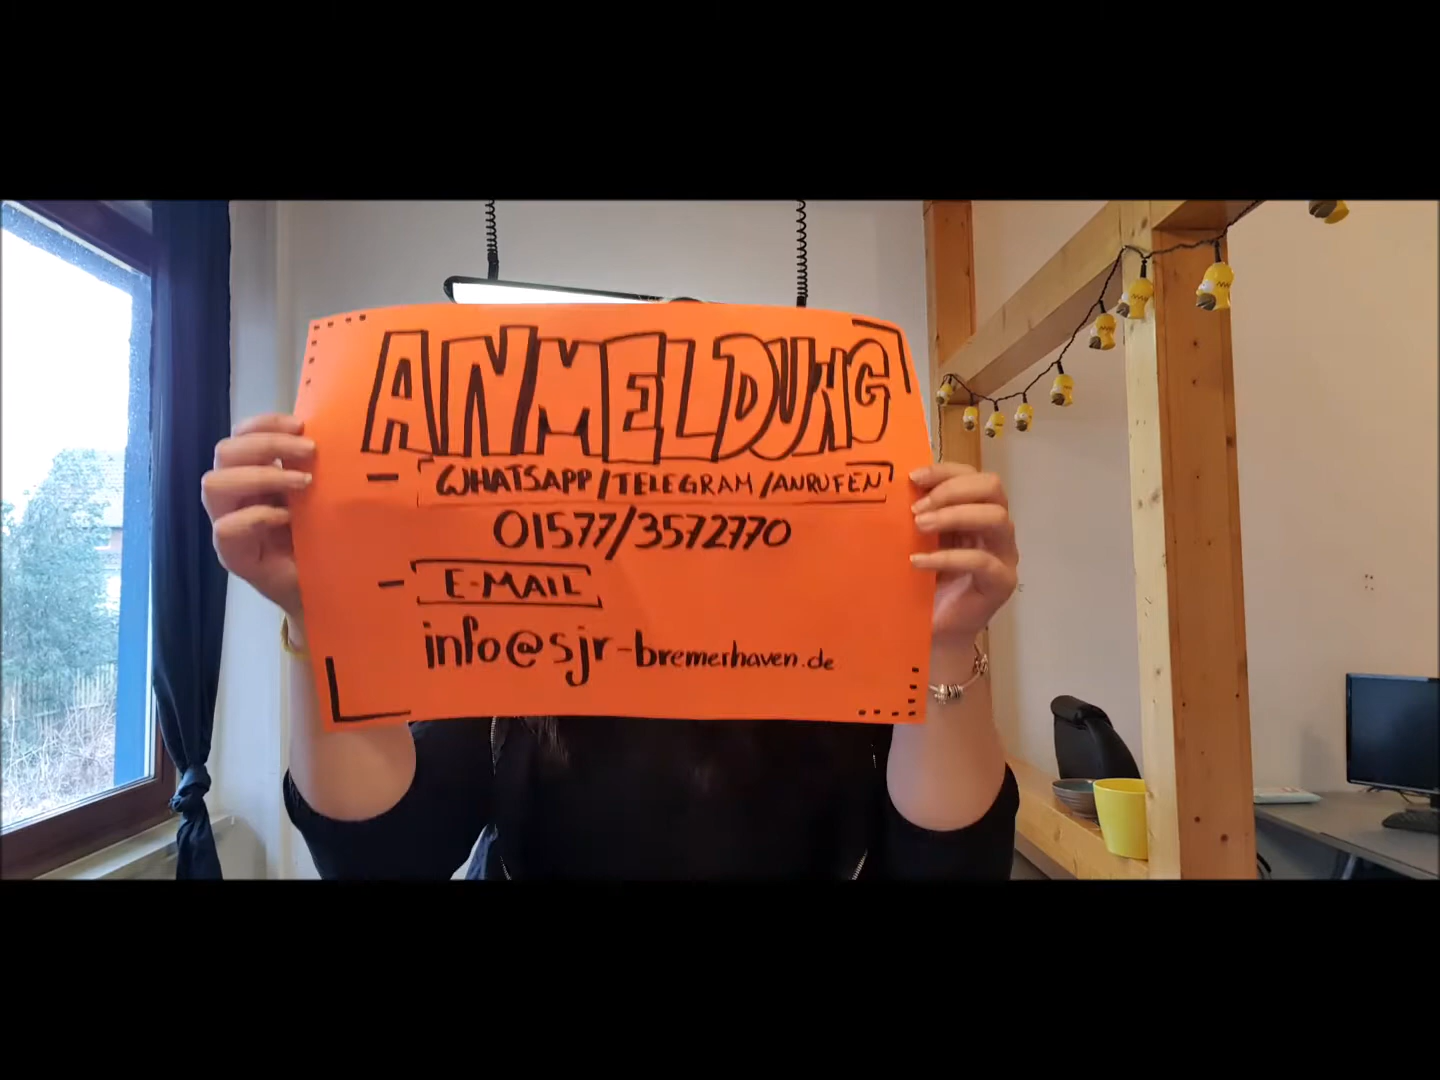 ANMELDUNG
- WHATSAPP/TELEGRAM/ANRUFEN
01577/3572770
- E-MAIL
info@sjr-bremerhaven.de